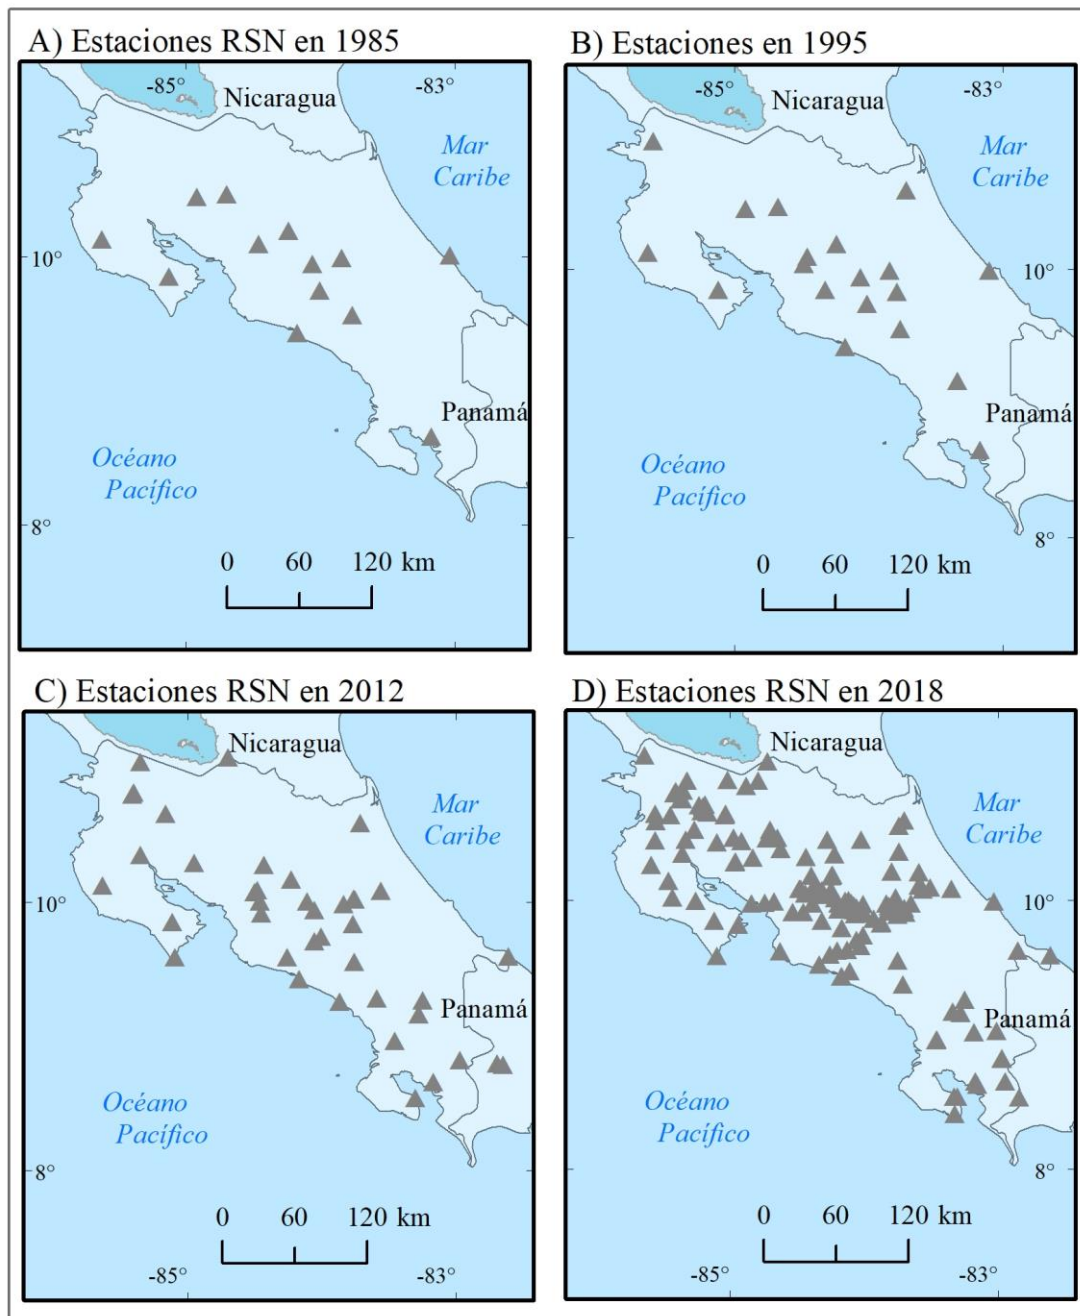 A) Estaciones RSN en 1985
-85°
-83°
Nicaragua
Mar
Caribe
10°
Panamá
Océano
Pacífico
8°
0 60 120 km
B) Estaciones en 1995
-85°
-83°
Nicaragua
Mar
Caribe
10°
Panamá
Océano
Pacífico
8°
0 60 120 km
C) Estaciones RSN en 2012
Nicaragua
Mar
Caribe
10°
Panamá
Océano
Pacífico
8°
0 60 120 km
-85°
-83°
D) Estaciones RSN en 2018
Nicaragua
Mar
Caribe
10°
Panamá
Océano
Pacífico
8°
0 60 120 km
-85°
-83°